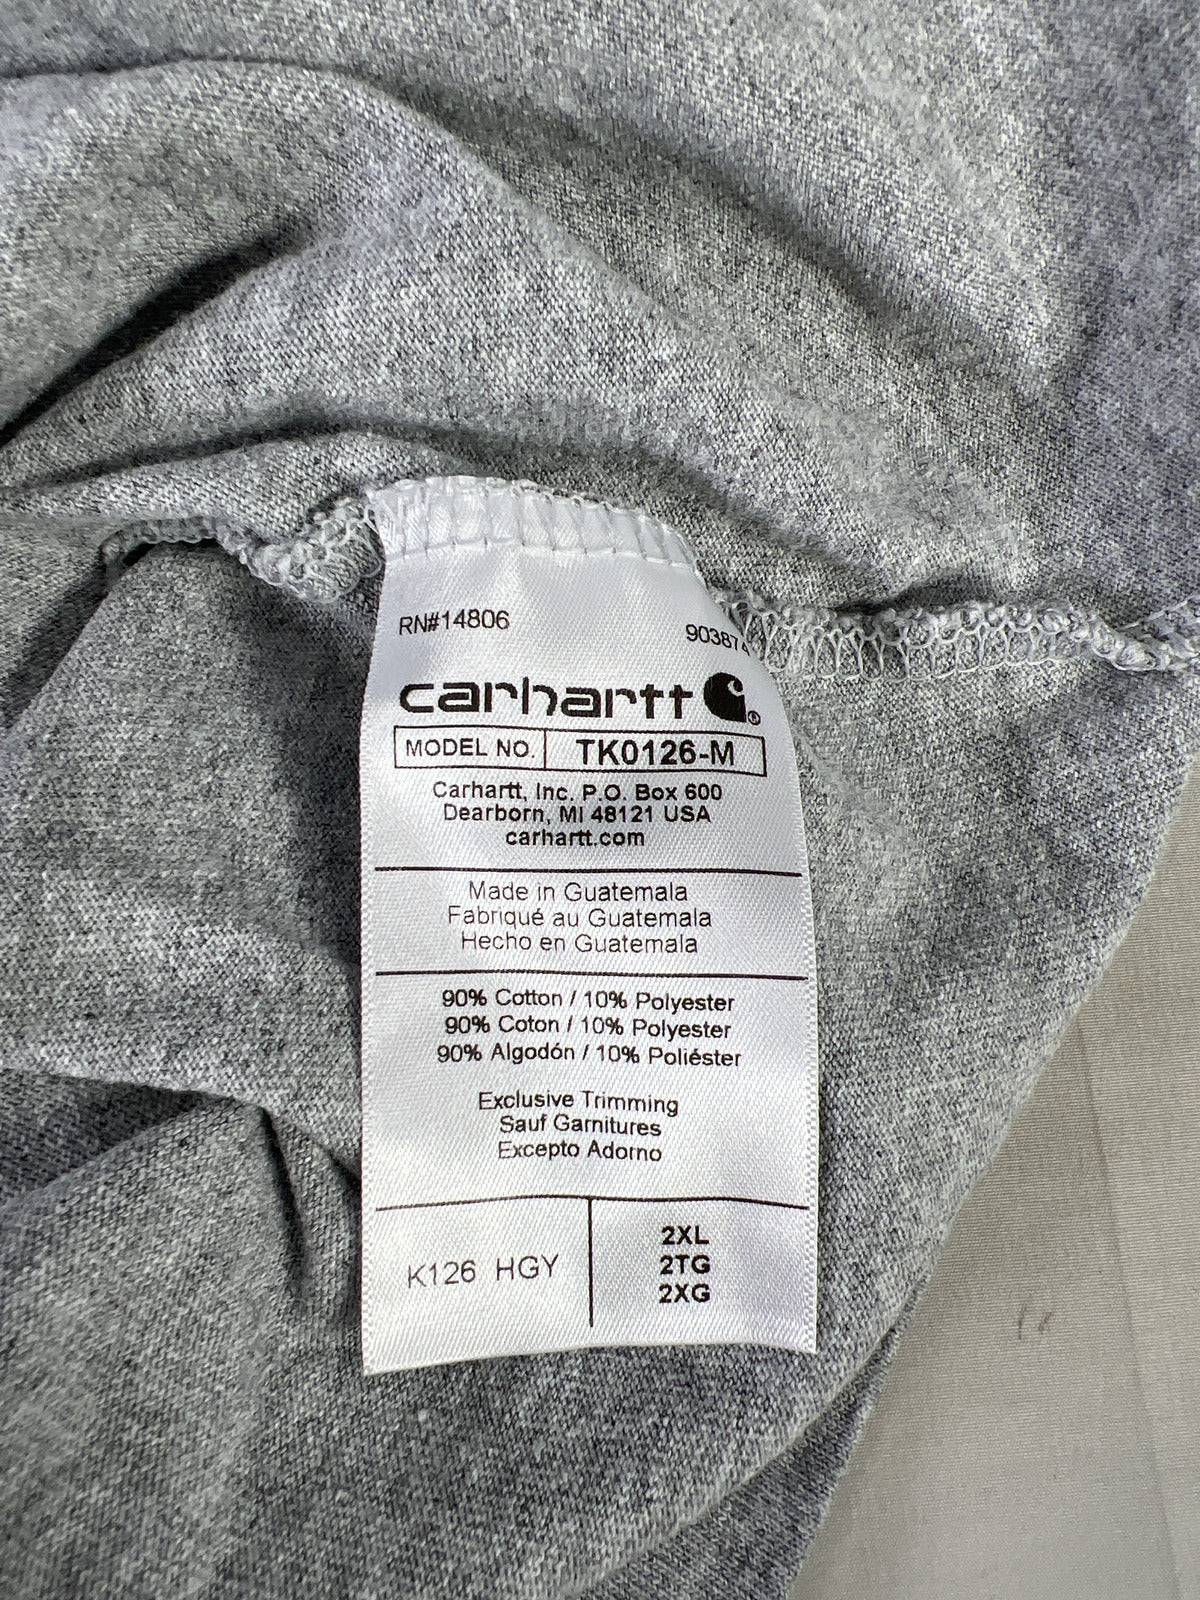 RN#14806 903874
carhartt ®
MODEL NO. TK0126-M
Carhartt, Inc. P.O. Box 600
Dearborn, MI 48121 USA
carhartt.com
Made in Guatemala
Fabriqué au Guatemala
Hecho en Guatemala
90% Cotton / 10% Polyester
90% Coton / 10% Polyester
90% Algodón / 10% Poliéster
Exclusive Trimming
Sauf Garnitures
Excepto Adorno
K126 HGY
2XL
2TG
2XG